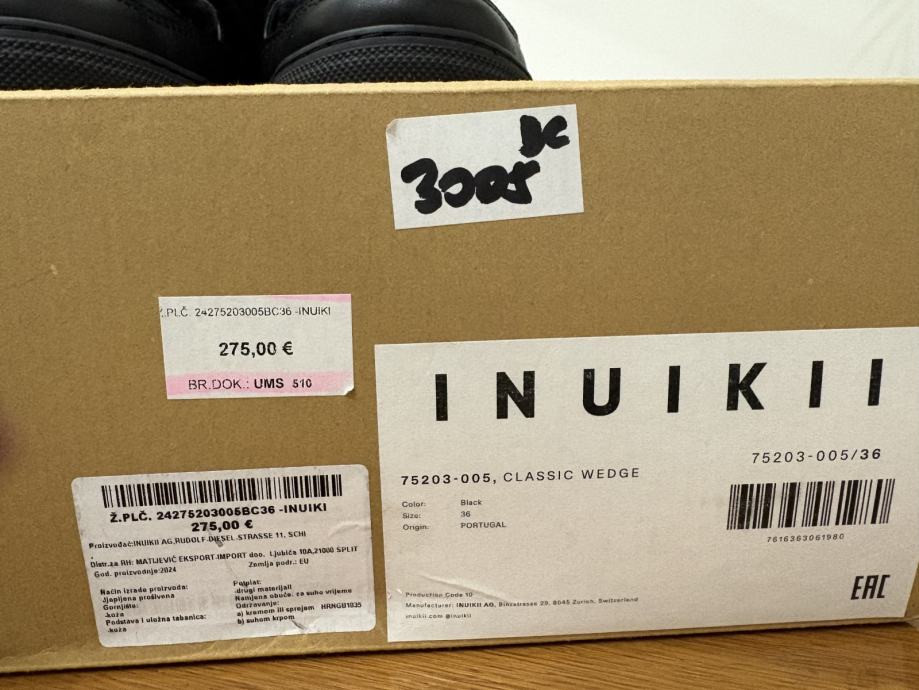 3005 BC
Ž.PLČ. 24275203005BC36 -INUIKI
275,00 €
BR.DOK.: UMS 510
INUIKII
75203-005/36
75203-005, CLASSIC WEDGE
Color: Black
Size: 36
Origin: PORTUGAL
7616363061980
Production Code 10
Manufacturer: INUIKII AG, Binzstrasse 29, 8045 Zurich, Switzerland
inuikii.com @inuikii
EAC
Ž.PLČ. 24275203005BC36 -INUIKI
275,00 €
Proizvođač:INUIKII AG,RUDOLF-DIESEL-STRASSE 11, SCHI
Distr.za RH: MATIJEVIĆ EKSPORT-IMPORT doo. Ljubića 10A,21000 SPLIT
God. proizvodnje:2024 Zemlja podr.: EU
Način izrade proizvoda:
Ljepljena prošivena
Gornjište:
.koža
Podstava i uložna tabanica:
.koža
Potplat:
.drugi materijali
Namjena obuće: za suho vrijeme
Održavanje:
a) kremom ili sprejem HRNGB1035
b) suhom krpom